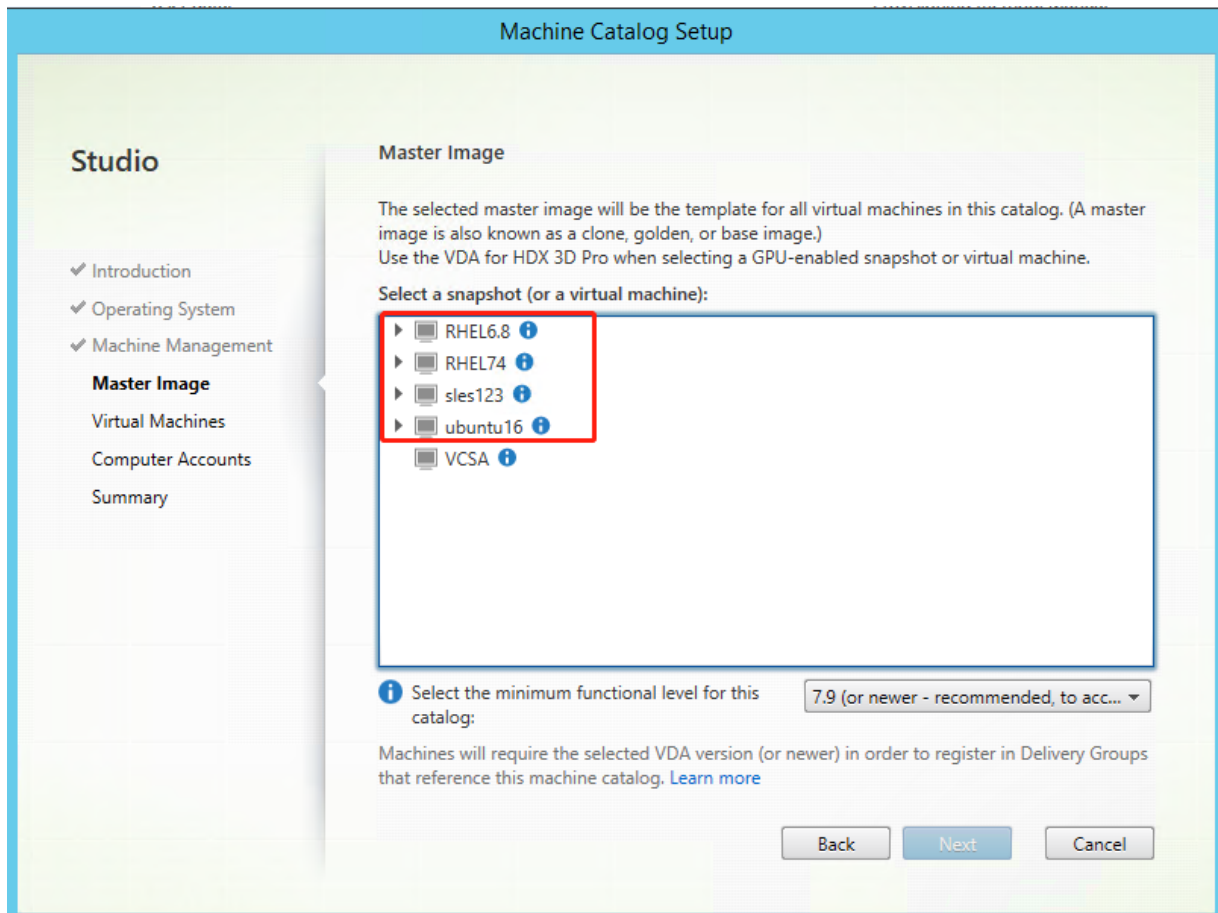 Machine Catalog Setup
Studio
Introduction
Operating System
Machine Management
Master Image
Virtual Machines
Computer Accounts
Summary
Master Image
The selected master image will be the template for all virtual machines in this catalog. (A master
image is also known as a clone, golden, or base image.)
Use the VDA for HDX 3D Pro when selecting a GPU-enabled snapshot or virtual machine.
Select a snapshot (or a virtual machine):
RHEL6.8
RHEL74
sles123
ubuntu16
VCSA
Select the minimum functional level for this
catalog:
7.9 (or newer - recommended, to acc...
Machines will require the selected VDA version (or newer) in order to register in Delivery Groups
that reference this machine catalog. Learn more
Back
Next
Cancel